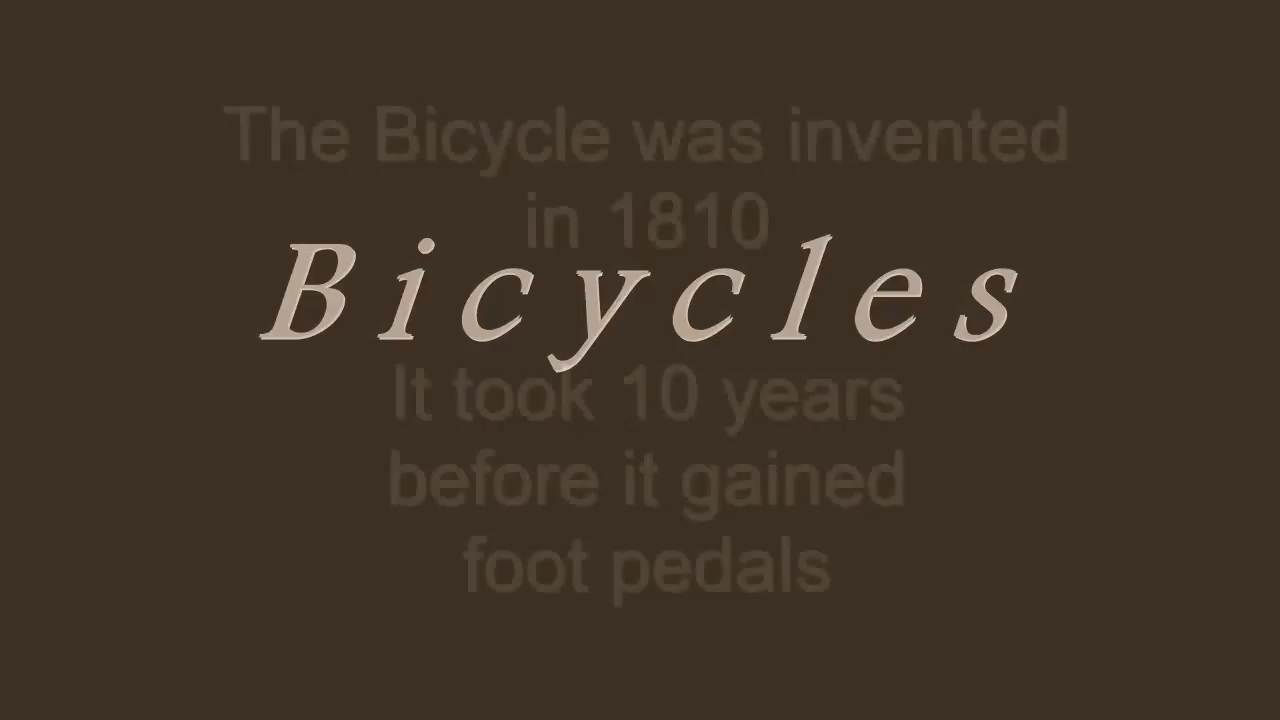 The Bicycle was invented
in 1810
Bicycles
It took 10 years
before it gained
foot pedals